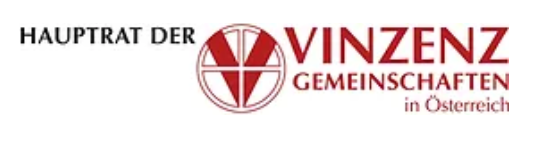 HAUPTRAT DER
VINZENZ
GEMEINSCHAFTEN
in Österreich